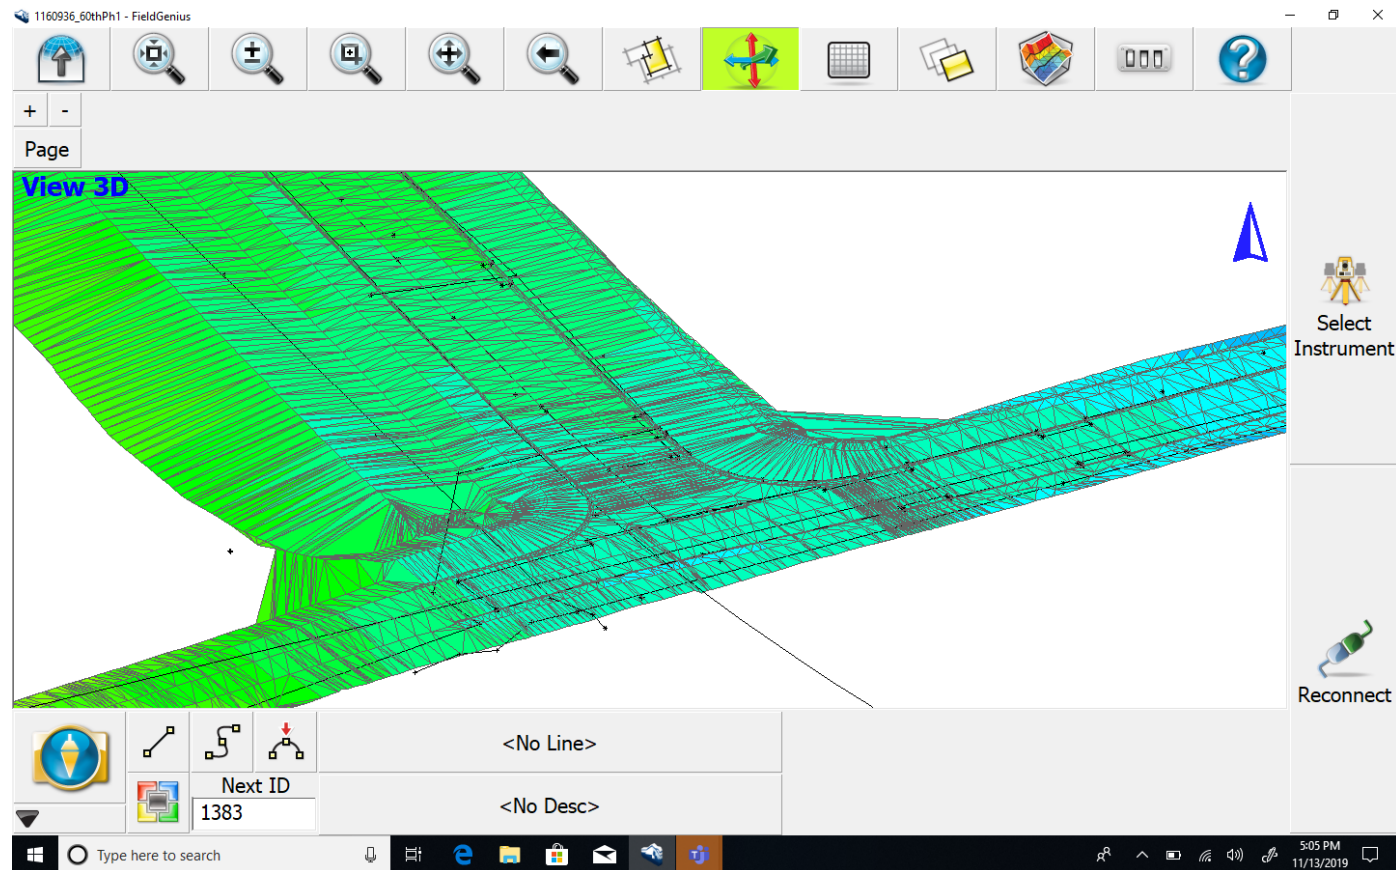 1160936_60thPh1 - FieldGenius
+ -
Page
View 3D
Select
Instrument
Reconnect
<No Line>
Next ID
1383
<No Desc>
Type here to search
5:05 PM
11/13/2019